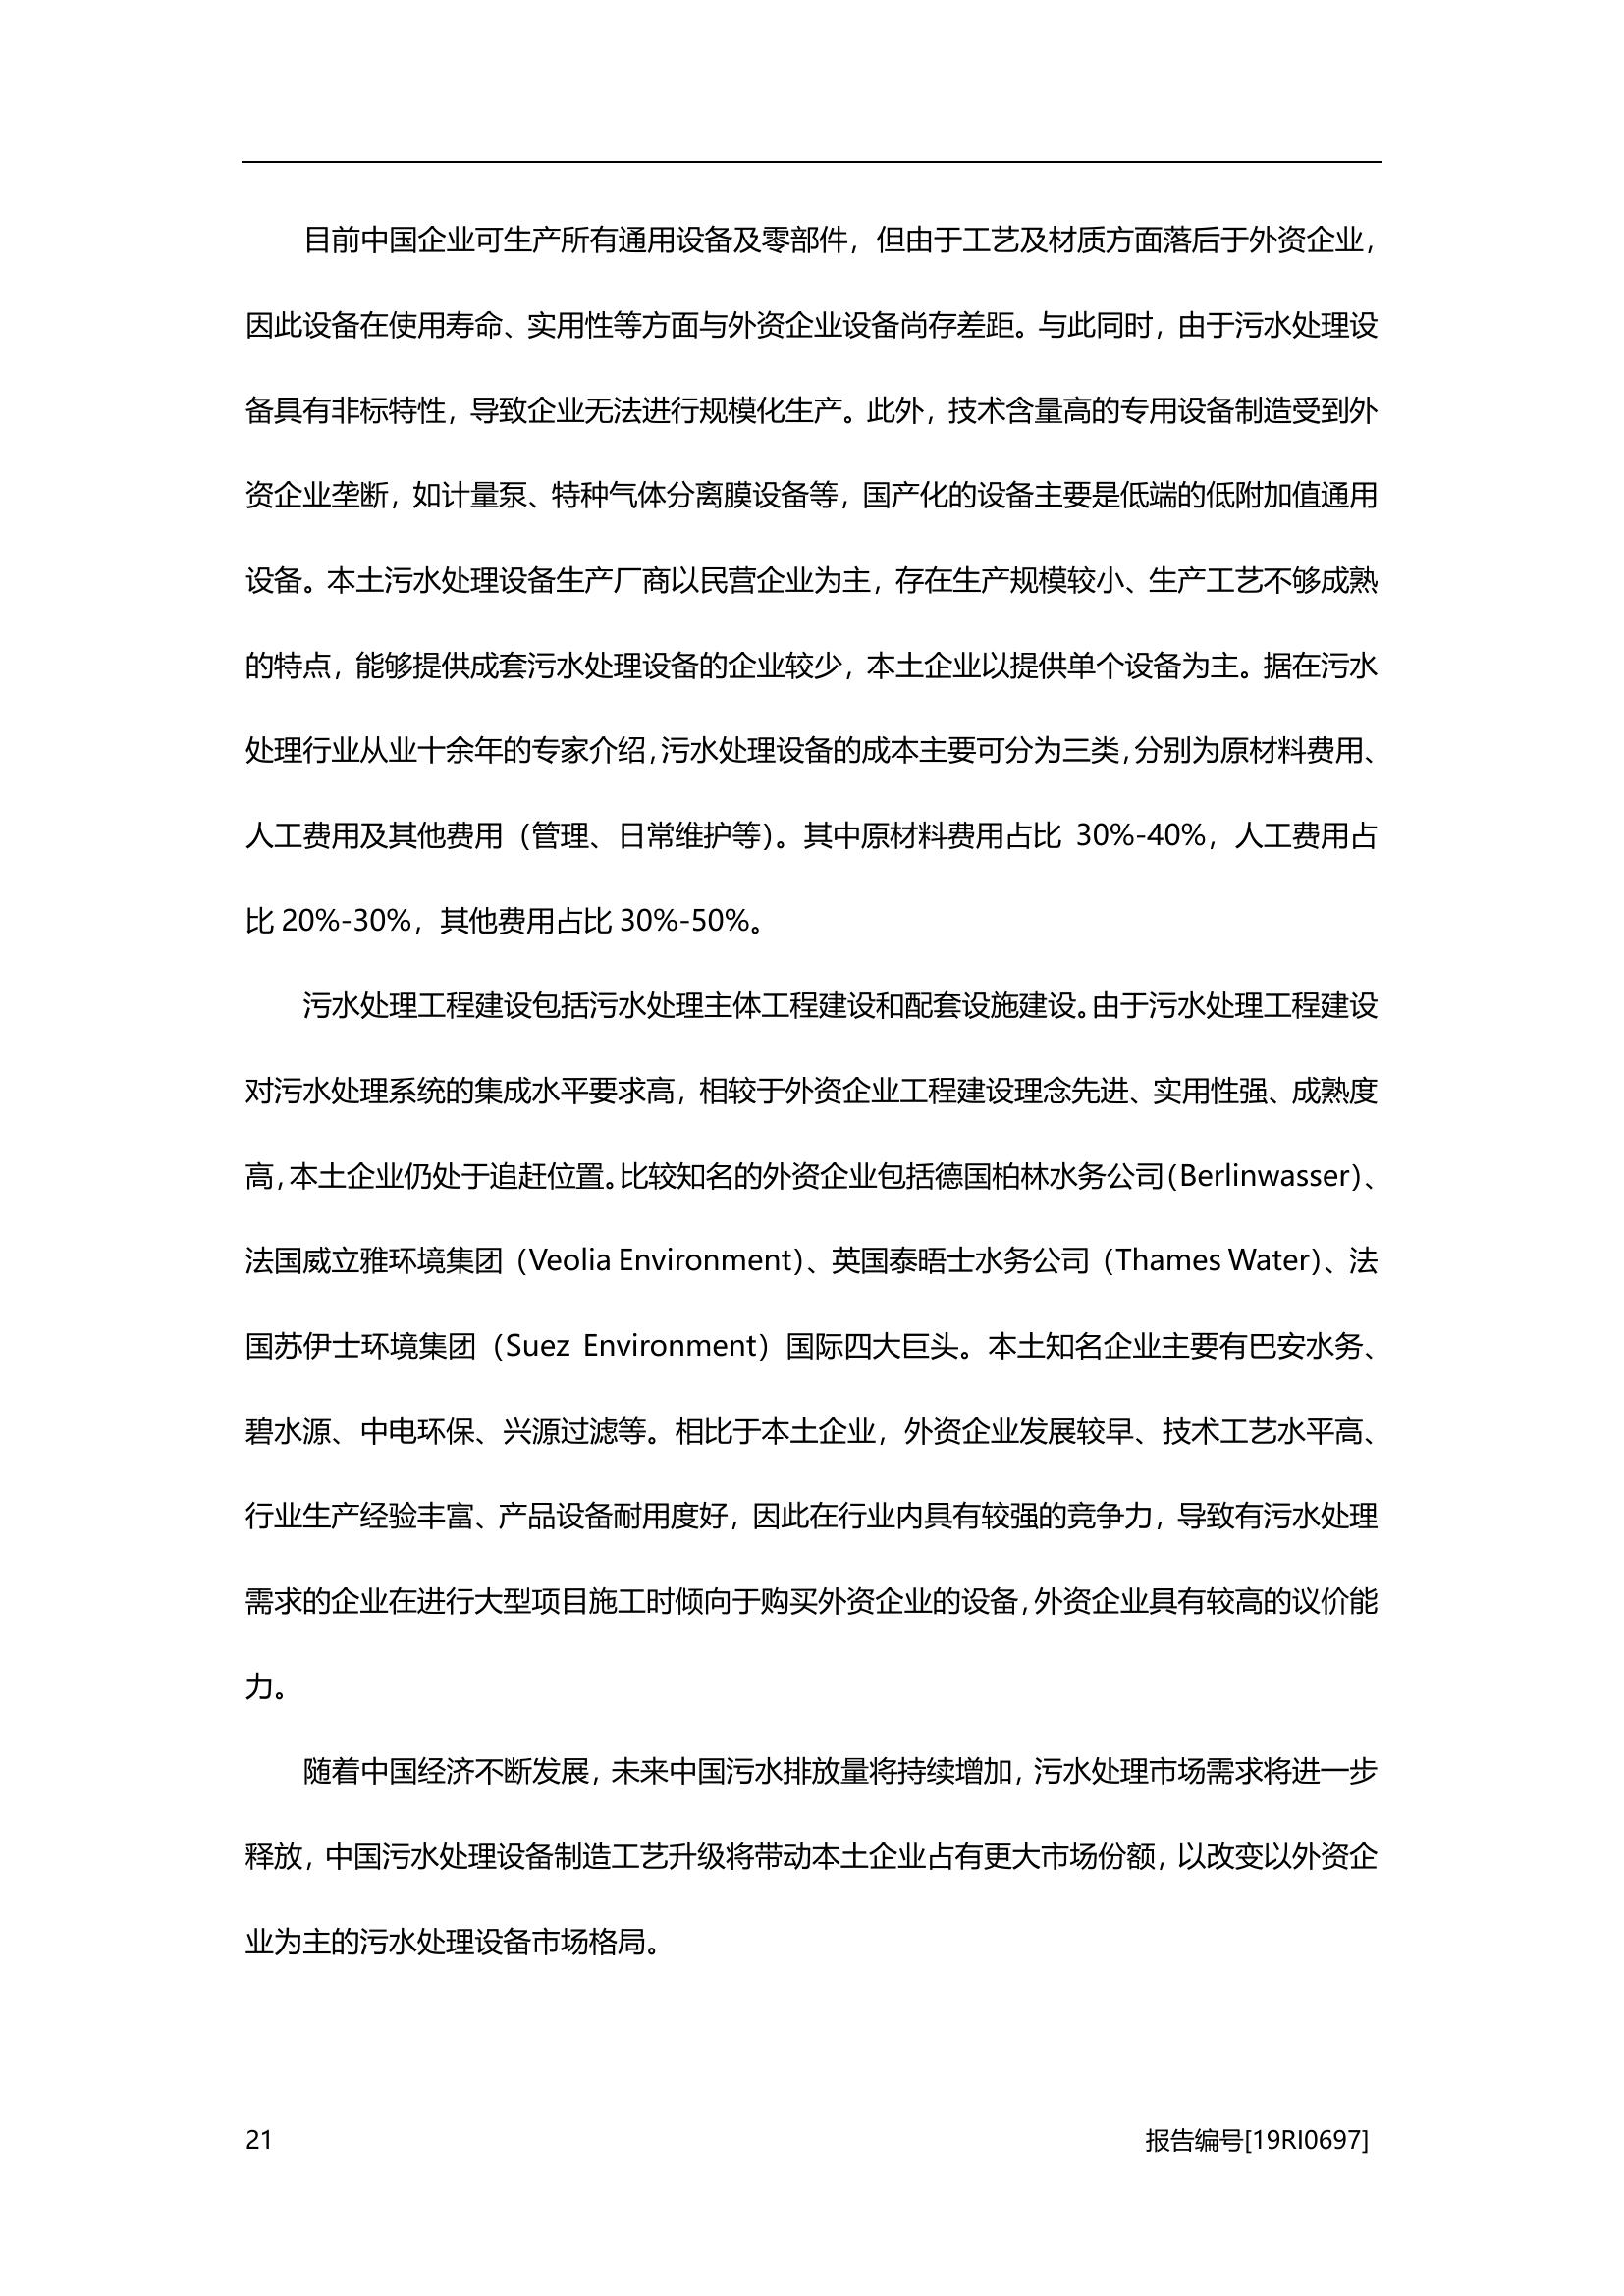 目前中国企业可生产所有通用设备及零部件，但由于工艺及材质方面落后于外资企业，
因此设备在使用寿命、实用性等方面与外资企业设备尚存差距。与此同时，由于污水处理设
备具有非标特性，导致企业无法进行规模化生产。此外，技术含量高的专用设备制造受到外
资企业垄断，如计量泵、特种气体分离膜设备等，国产化的设备主要是低端的低附加值通用
设备。本土污水处理设备生产厂商以民营企业为主，存在生产规模较小、生产工艺不够成熟
的特点，能够提供成套污水处理设备的企业较少，本土企业以提供单个设备为主。据在污水
处理行业从业十余年的专家介绍，污水处理设备的成本主要可分为三类，分别为原材料费用、
人工费用及其他费用（管理、日常维护等）。其中原材料费用占比 30%-40%，人工费用占
比 20%-30%，其他费用占比 30%-50%。
污水处理工程建设包括污水处理主体工程建设和配套设施建设。由于污水处理工程建设
对污水处理系统的集成水平要求高，相较于外资企业工程建设理念先进、实用性强、成熟度
高，本土企业仍处于追赶位置。比较知名的外资企业包括德国柏林水务公司（Berlinwasser）、
法国威立雅环境集团（Veolia Environment）、英国泰晤士水务公司（Thames Water）、法
国苏伊士环境集团（Suez Environment）国际四大巨头。本土知名企业主要有巴安水务、
碧水源、中电环保、兴源过滤等。相比于本土企业，外资企业发展较早、技术工艺水平高、
行业生产经验丰富、产品设备耐用度好，因此在行业内具有较强的竞争力，导致有污水处理
需求的企业在进行大型项目施工时倾向于购买外资企业的设备，外资企业具有较高的议价能
力。
随着中国经济不断发展，未来中国污水排放量将持续增加，污水处理市场需求将进一步
释放，中国污水处理设备制造工艺升级将带动本土企业占有更大市场份额，以改变以外资企
业为主的污水处理设备市场格局。
21 报告编号[19RI0697]